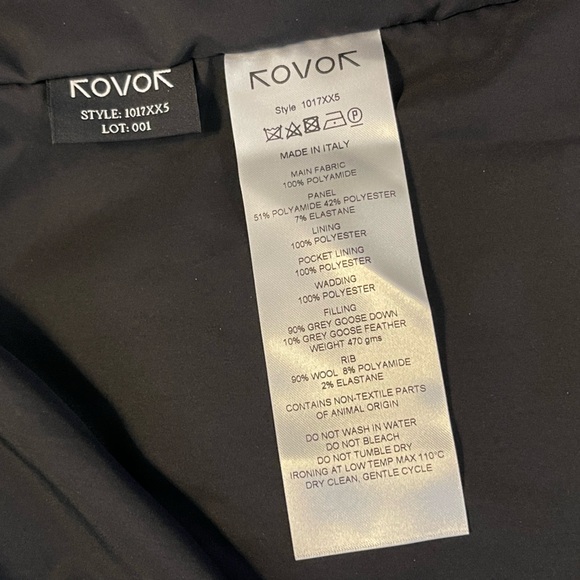 KOVOK
STYLE: 1017XX5
LOT: 001
KOVOK
Style 1017XX5
P
MADE IN ITALY
MAIN FABRIC
100% POLYAMIDE
PANEL
51% POLYAMIDE 42% POLYESTER
7% ELASTANE
LINING
100% POLYESTER
POCKET LINING
100% POLYESTER
WADDING
100% POLYESTER
FILLING
90% GREY GOOSE DOWN
10% GREY GOOSE FEATHER
WEIGHT 470 gms
RIB
90% WOOL 8% POLYAMIDE
2% ELASTANE
CONTAINS NON-TEXTILE PARTS
OF ANIMAL ORIGIN
DO NOT WASH IN WATER
DO NOT BLEACH
DO NOT TUMBLE DRY
IRONING AT LOW TEMP MAX 110°C
DRY CLEAN, GENTLE CYCLE